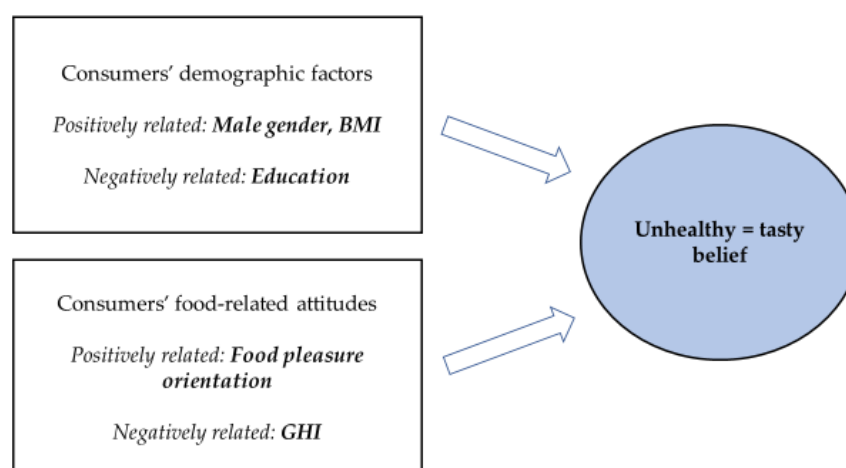 Consumers’ demographic factors
Positively related: Male gender, BMI
Negatively related: Education
Unhealthy = tasty
belief
Consumers’ food-related attitudes
Positively related: Food pleasure
orientation
Negatively related: GHI